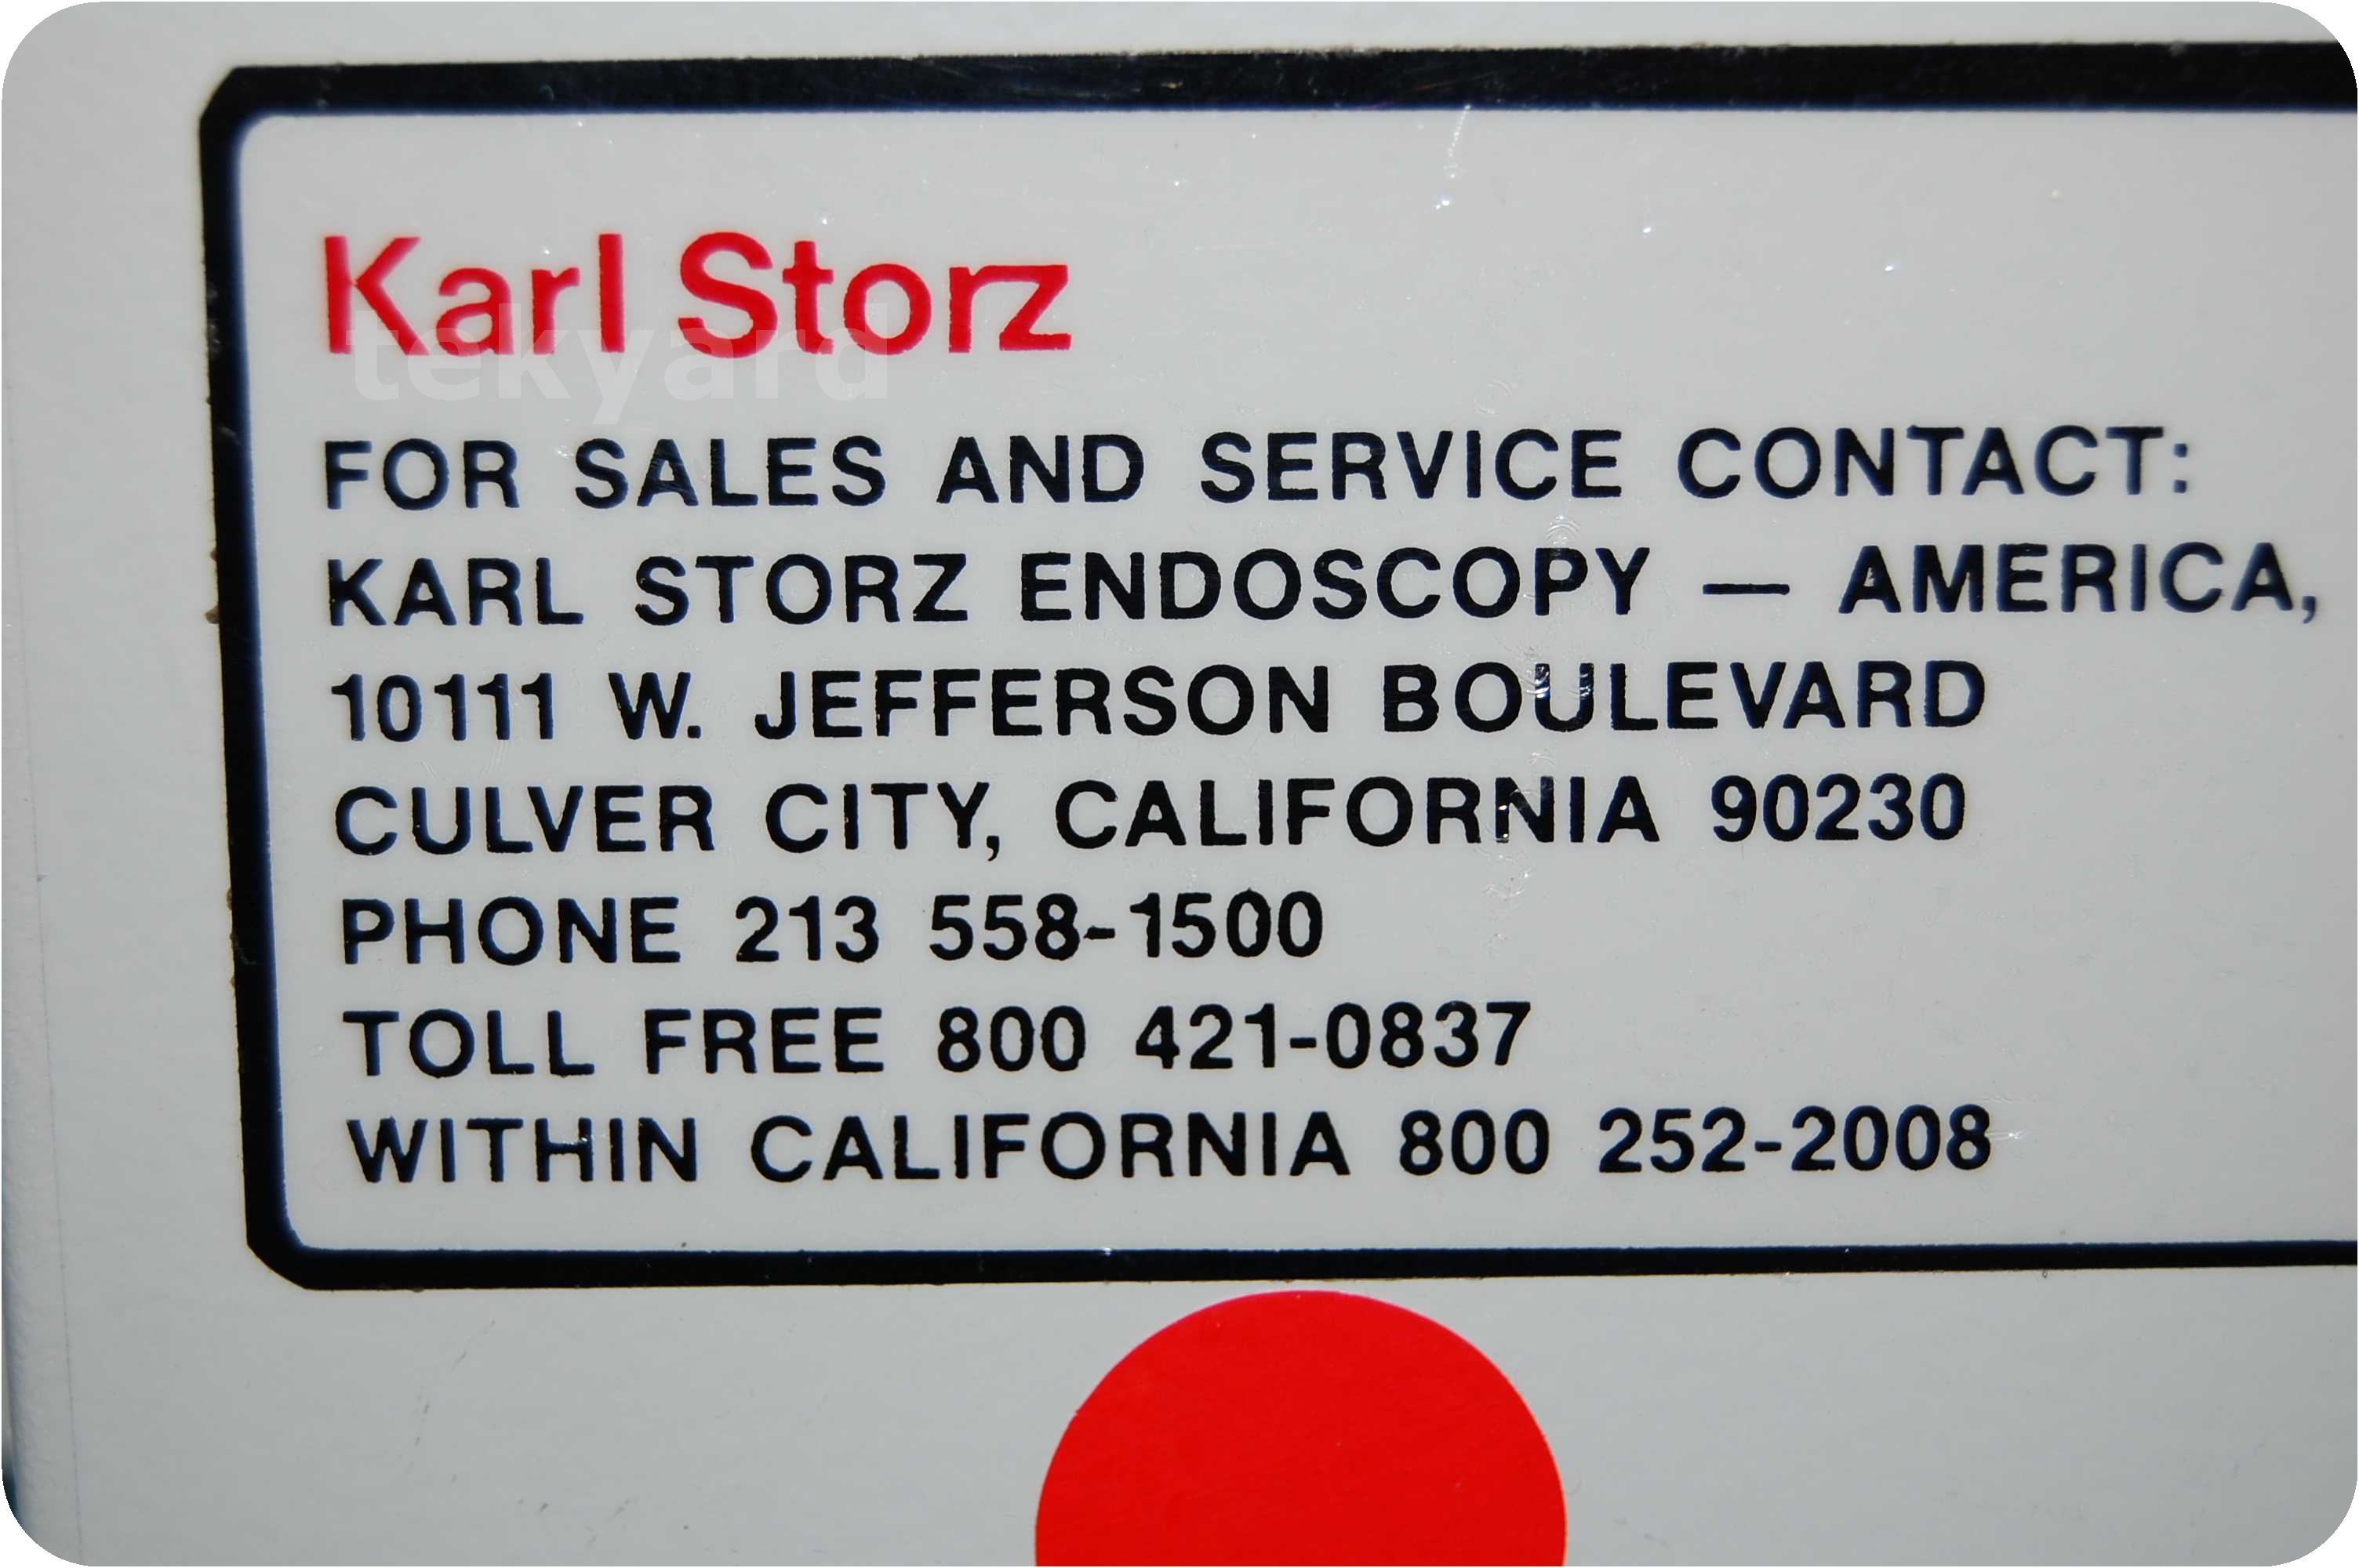 Karl Storz
tekyard
FOR SALES AND SERVICE CONTACT:
KARL STORZ ENDOSCOPY — AMERICA,
10111 W. JEFFERSON BOULEVARD
CULVER CITY, CALIFORNIA 90230
PHONE 213 558-1500
TOLL FREE 800 421-0837
WITHIN CALIFORNIA 800 252-2008